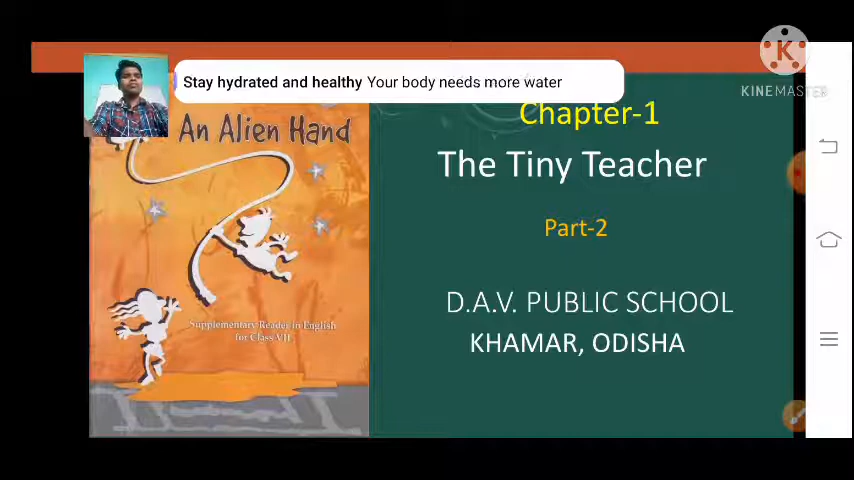 K
KINEMASTER
Stay hydrated and healthy Your body needs more water
An Alien Hand
Supplementary Reader in English
for Class VII
Chapter-1
The Tiny Teacher
Part-2
D.A.V. PUBLIC SCHOOL
KHAMAR, ODISHA